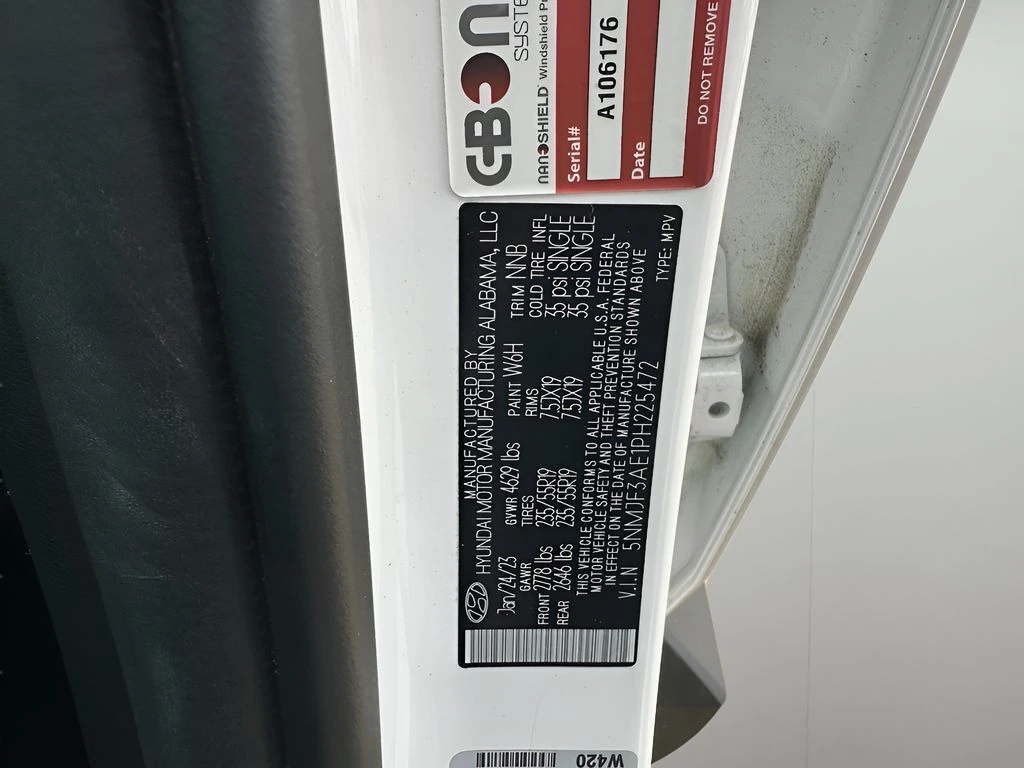 CBON
SYSTE
NANOSHIELD Windshield P
Serial#
A106176
Date
DO NOT REMOVE
MANUFACTURED BY
HYUNDAI MOTOR MANUFACTURING ALABAMA, LLC
Jan/24/23 GVWR 4629 lbs PAINT W6H TRIM NNB
GAWR TIRES RIMS COLD TIRE INFL
FRONT 2778 lbs 235/55R19 7.5JX19 35 psi SINGLE
REAR 2646 lbs 235/55R19 7.5JX19 35 psi SINGLE
THIS VEHICLE CONFORMS TO ALL APPLICABLE U.S.A. FEDERAL
MOTOR VEHICLE SAFETY AND THEFT PREVENTION STANDARDS
IN EFFECT ON THE DATE OF MANUFACTURE SHOWN ABOVE
V.I.N 5NMJF3AE1PH225472 TYPE: MPV
W420